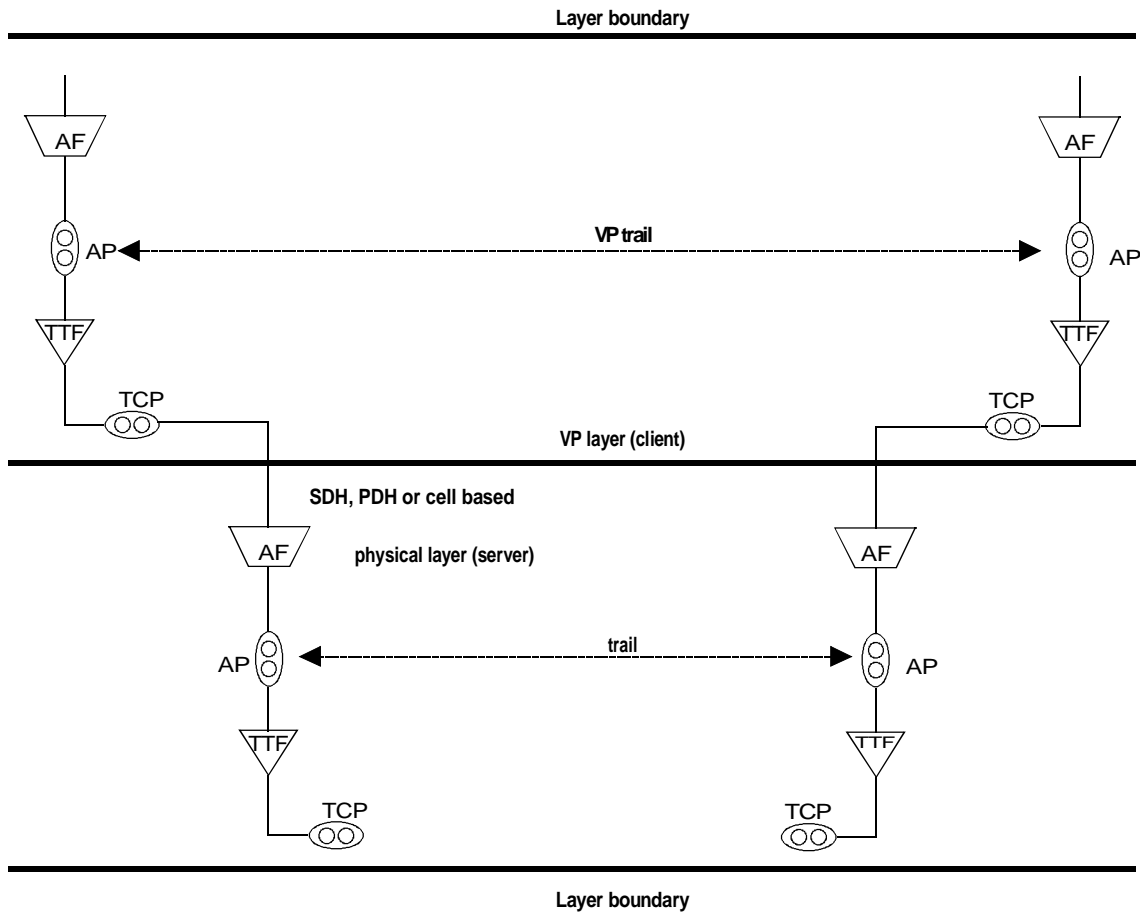 Layer boundary
AF
AF
VP trail
AP
AP
TTF
TTF
TCP
TCP
VP layer (client)
SDH, PDH or cell based
AF
physical layer (server)
AF
trail
AP
AP
TTF
TTF
TCP
TCP
Layer boundary